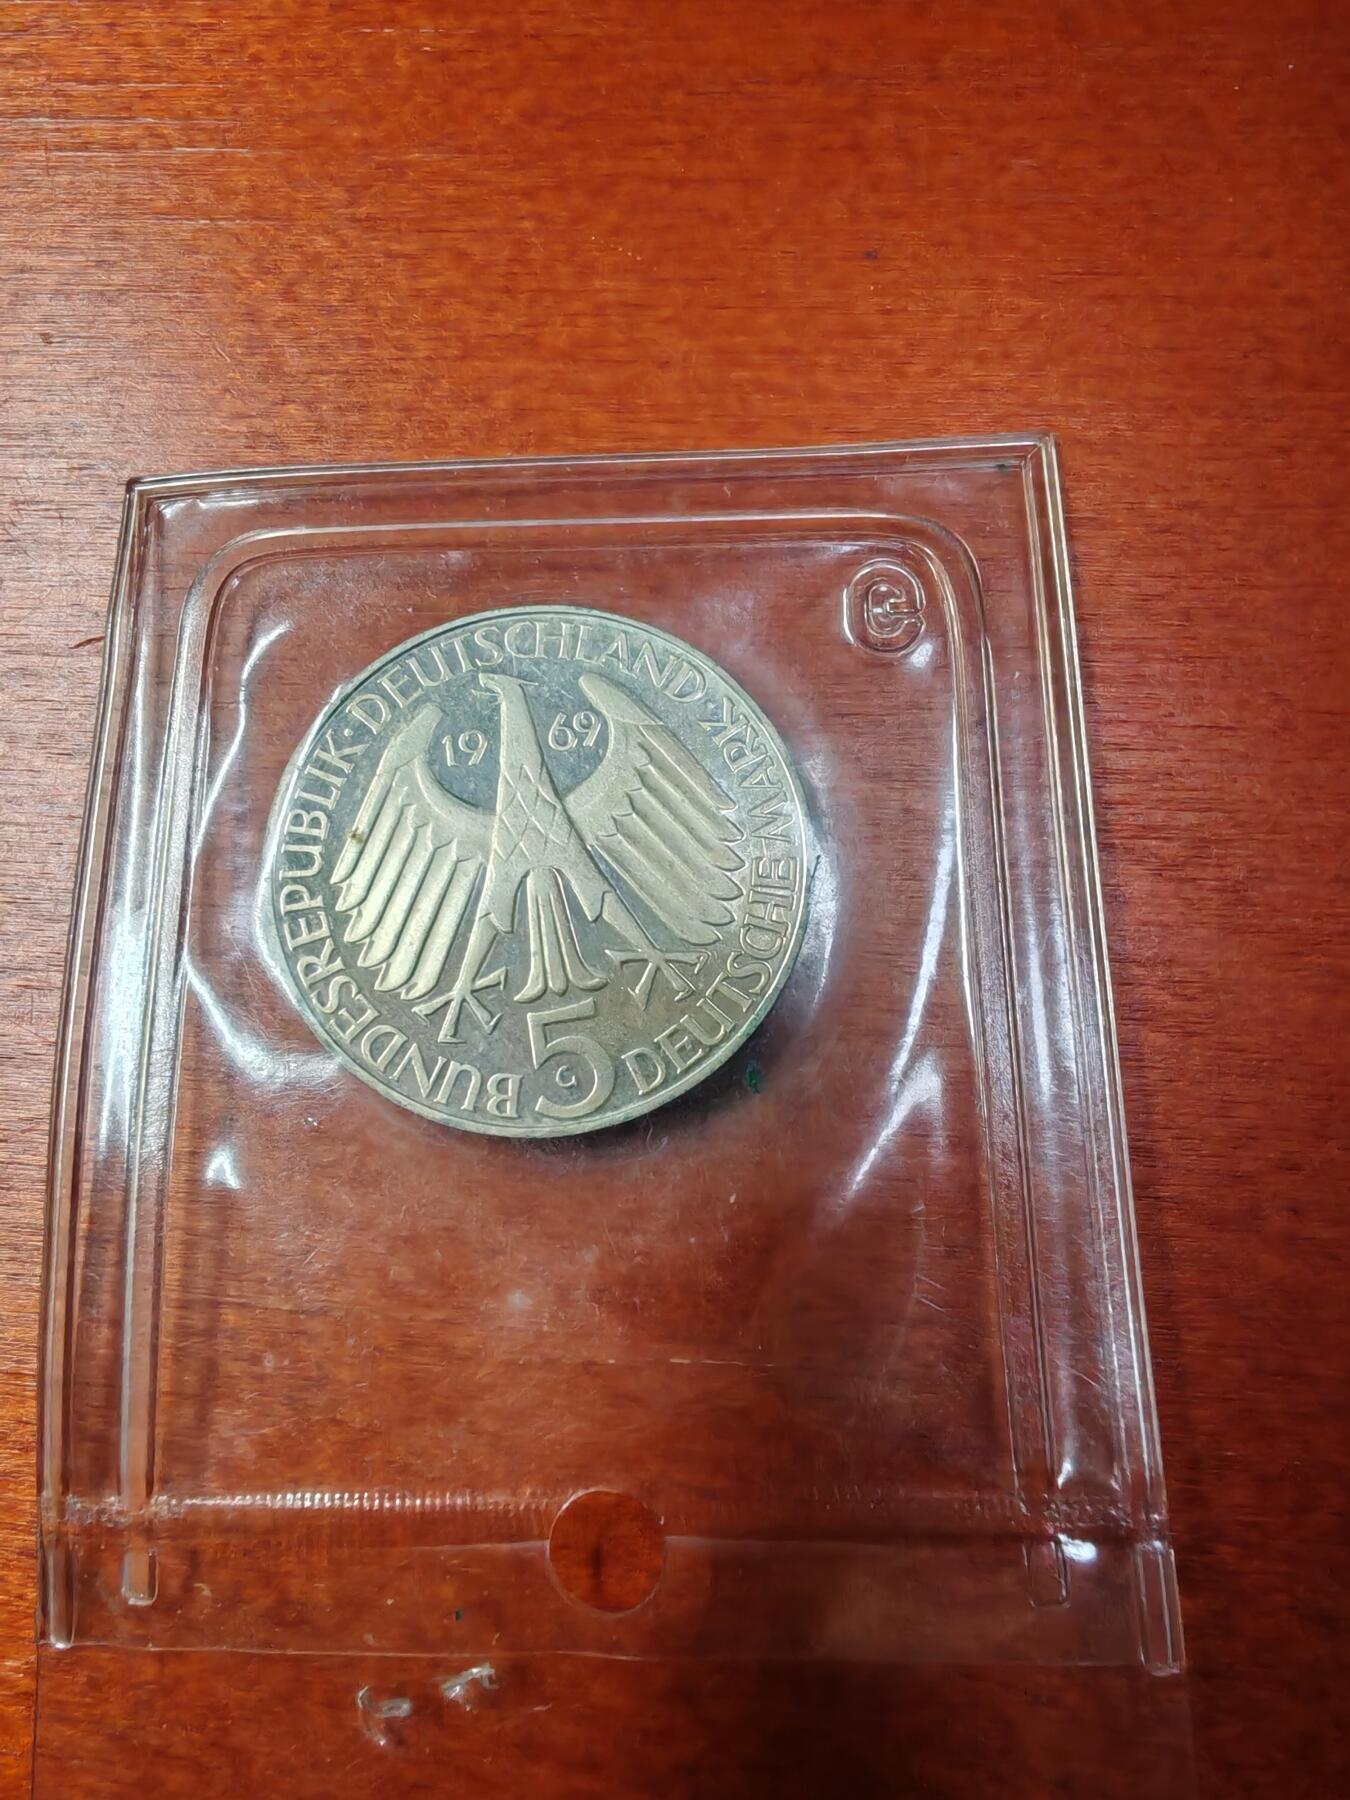 BUNDESREPUBLIK · DEUTSCHLAND ·
19 69
5
G
DEUTSCHE MARK
G